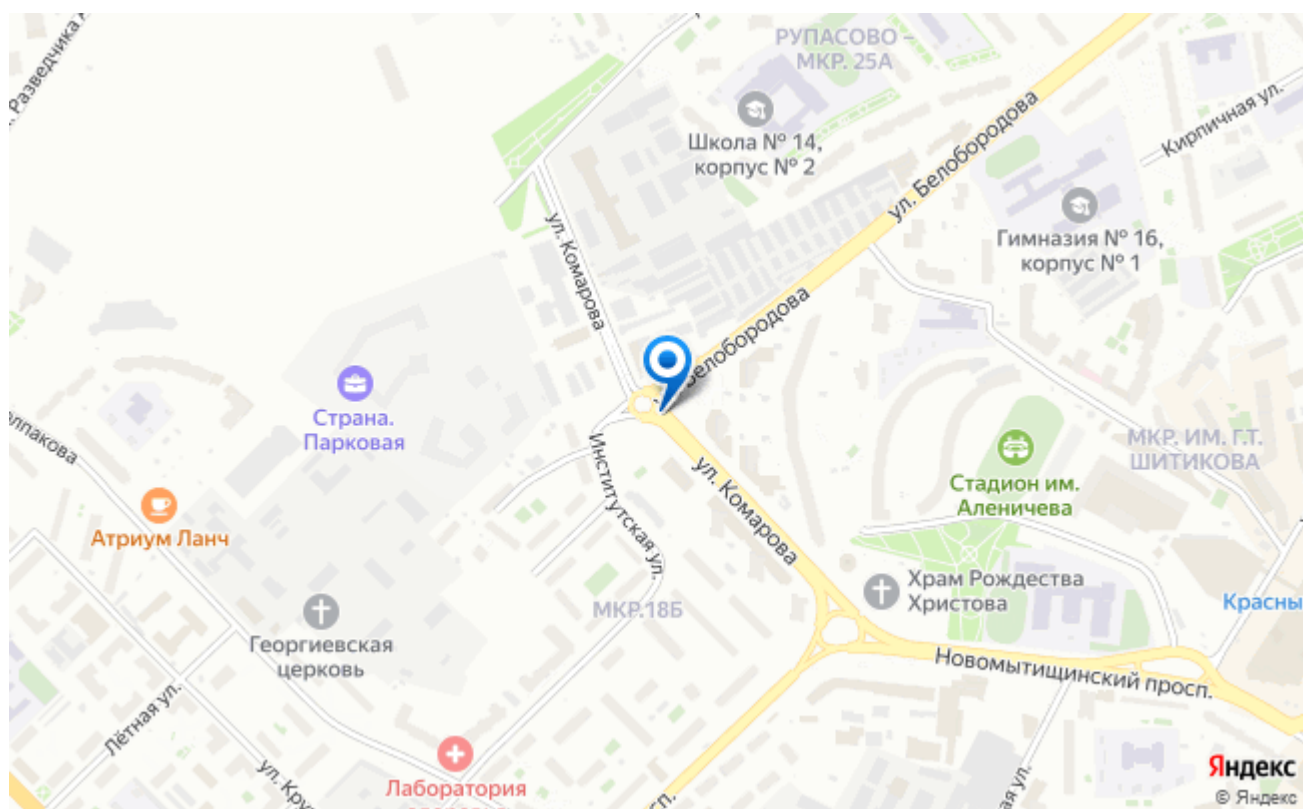 Разведчика
РУПАСОВО –
МКР. 25А
Школа № 14,
корпус № 2
ул. Белобородова
Кирпичная ул.
Гимназия № 16,
корпус № 1
ул. Комарова
Белобородова
Страна.
Парковая
Институтская ул.
ул. Комарова
МКР. ИМ. Г.Т.
ШИТИКОВА
Стадион им.
Аленичева
Атриум Ланч
Храм Рождества
Христова
МКР.18Б
Георгиевская
церковь
Новомытищинский просп.
Лётная ул.
Лаборатория
Яндекс
© Яндекс